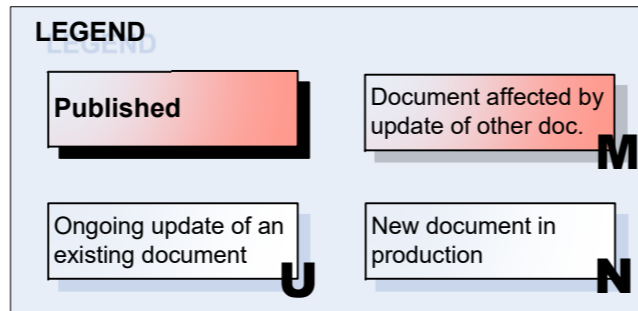 LEGEND
Published
Document affected by
update of other doc.
M
Ongoing update of an
existing document
U
New document in
production
N